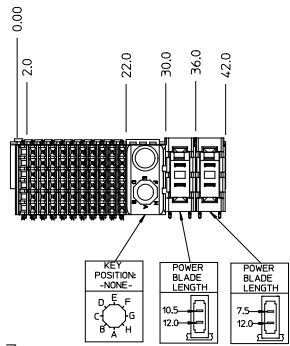 0.00
2.0
22.0
30.0
36.0
42.0
KEY
POSITION:
-NONE-
E
D F
C G
B H
A
POWER
BLADE
LENGTH
10.5
12.0
POWER
BLADE
LENGTH
7.5
12.0